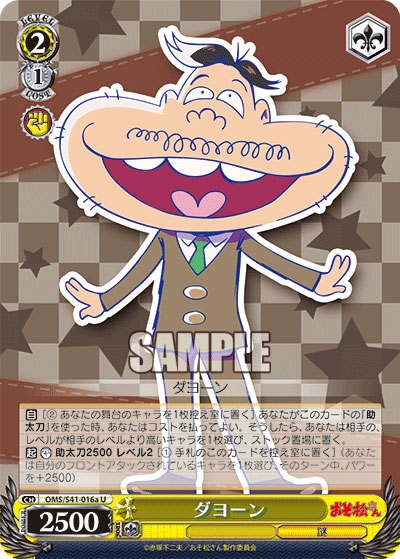 LEVEL
2
1
COST
SAMPLE
ダヨーン
自［② あなたの舞台のキャラを1枚控え室に置く］ あなたがこのカードの「助
太刀」を使った時、あなたはコストを払ってよい。そうしたら、あなたは相手の、
レベルが相手のレベルより高いキャラを1枚選び、ストック置場に置く。
起 助太刀2500 レベル2 ［① 手札のこのカードを控え室に置く］（あなた
は自分のフロントアタックされているキャラを1枚選び、そのターン中、パワー
を+2500）
CH OMS/S41-016a U
POWER
2500
ダヨーン
おそ松さん
謎
©赤塚不二夫／おそ松さん製作委員会